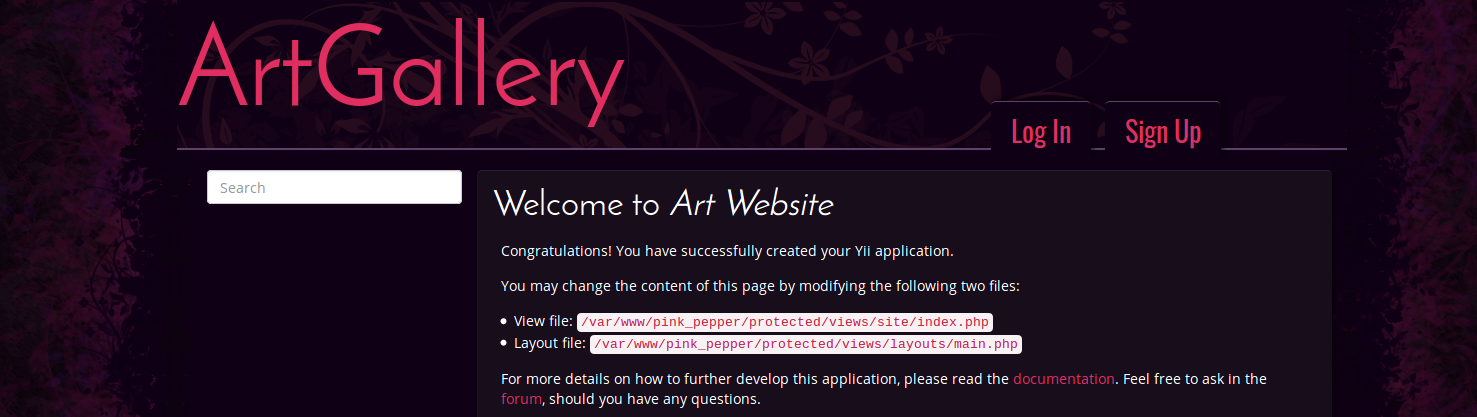 ArtGallery
Log In
Sign Up
Search
Welcome to Art Website
Congratulations! You have successfully created your Yii application.
You may change the content of this page by modifying the following two files:
• View file: /var/www/pink_pepper/protected/views/site/index.php
• Layout file: /var/www/pink_pepper/protected/views/layouts/main.php
For more details on how to further develop this application, please read the documentation. Feel free to ask in the
forum, should you have any questions.